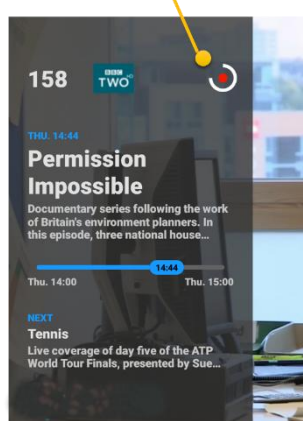 158
BBC
TWO HD
THU. 14:44
Permission
Impossible
Documentary series following the work
of Britain's environment planners. In
this episode, three national house...
14:44
Thu. 14:00 Thu. 15:00
NEXT
Tennis
Live coverage of day five of the ATP
World Tour Finals, presented by Sue...